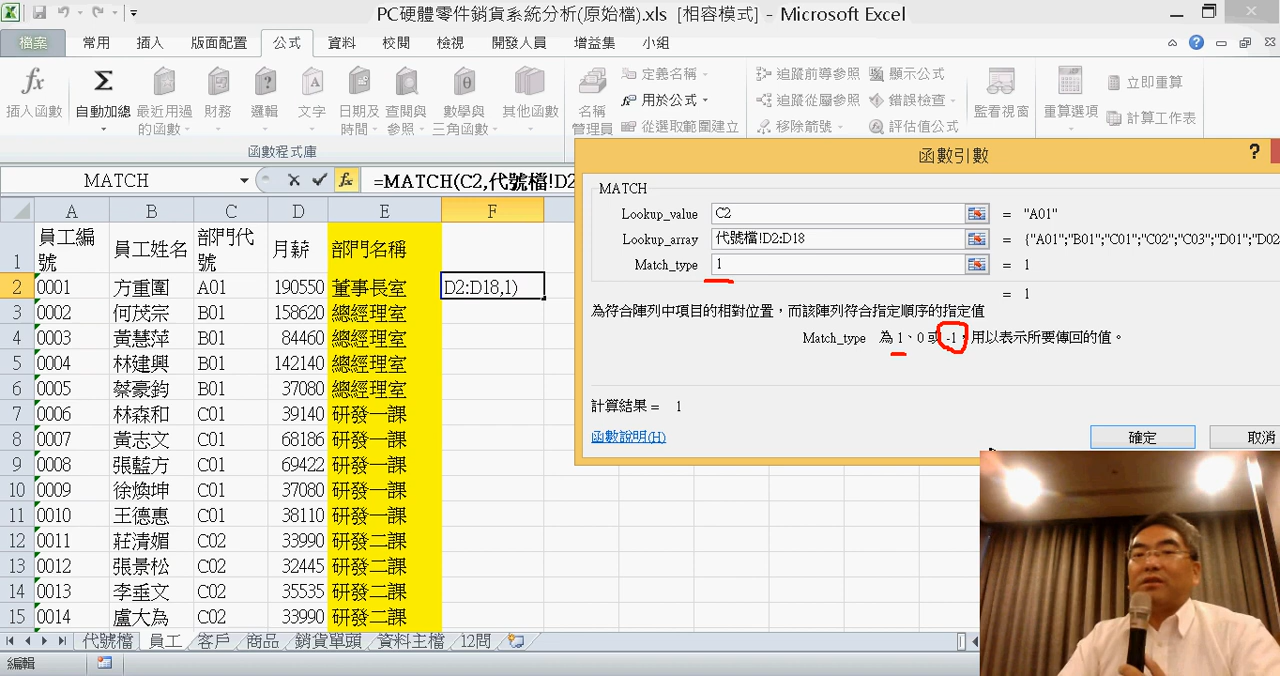 PC硬體零件銷貨系統分析(原始檔).xls [相容模式] - Microsoft Excel
檔案 常用 插入 版面配置 公式 資料 校閱 檢視 開發人員 增益集 小組
fx Σ ? A θ
插入函數 自動加總 最近用過的函數 財務 邏輯 文字 日期及時間 查閱與參照 數學與三角函數 其他函數
函數程式庫
名稱管理員 定義名稱 用於公式 從選取範圍建立
追蹤前導參照 追蹤從屬參照 移除箭號
顯示公式 錯誤檢查 評估值公式
監看視窗 重算選項 立即重算 計算工作表
MATCH fx =MATCH(C2,代號檔!D2
A B C D E F
1 員工編號 員工姓名 部門代號 月薪 部門名稱
2 0001 方重圍 A01 190550 董事長室 D2:D18,1)
3 0002 何茂宗 B01 158620 總經理室
4 0003 黃慧萍 B01 84460 總經理室
5 0004 林建興 B01 142140 總經理室
6 0005 蔡豪鈞 B01 37080 總經理室
7 0006 林森和 C01 39140 研發一課
8 0007 黃志文 C01 68186 研發一課
9 0008 張藍方 C01 69422 研發一課
10 0009 徐煥坤 C01 37080 研發一課
11 0010 王德惠 C01 38110 研發一課
12 0011 莊清媚 C02 33990 研發二課
13 0012 張景松 C02 32445 研發二課
14 0013 李垂文 C02 35535 研發二課
15 0014 盧大為 C02 33990 研發二課
函數引數 ?
MATCH
Lookup_value C2 = "A01"
Lookup_array 代號檔!D2:D18 = {"A01";"B01";"C01";"C02";"C03";"D01";"D02
Match_type 1 = 1
= 1
為符合陣列中項目的相對位置，而該陣列符合指定順序的指定值
Match_type 為 1、0 或 -1，用以表示所要傳回的值。
計算結果 = 1
函數說明(H)
確定 取消
代號檔 員工 客戶 商品 銷貨單頭 資料主檔 12問
編輯